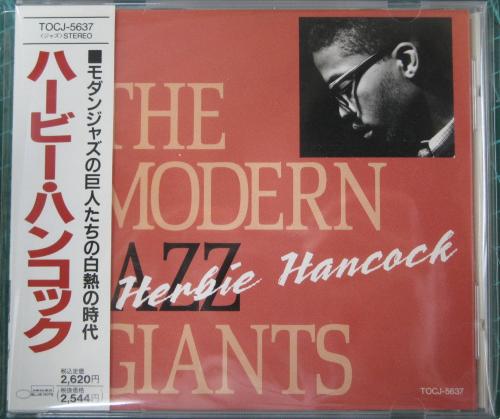 TOCJ-5637
〈ジャズ〉STEREO
■モダンジャズの巨人たちの白熱の時代
ハービー・ハンコック
税込定価
2,620円
税抜価格
2,544円
THE
MODERN
JAZZ
Herbie Hancock
GIANTS
TOCJ-5637